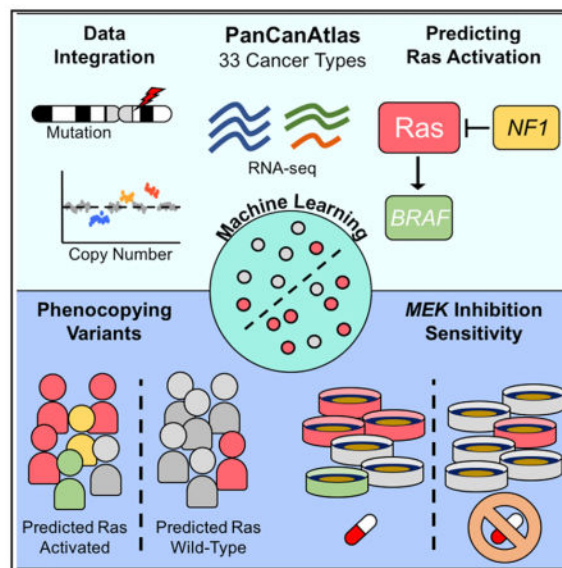 Data
Integration
Mutation
Copy Number
PanCanAtlas
33 Cancer Types
RNA-seq
Predicting
Ras Activation
Ras
NF1
BRAF
Machine Learning
Phenocopying
Variants
Predicted Ras
Activated
Predicted Ras
Wild-Type
MEK Inhibition
Sensitivity